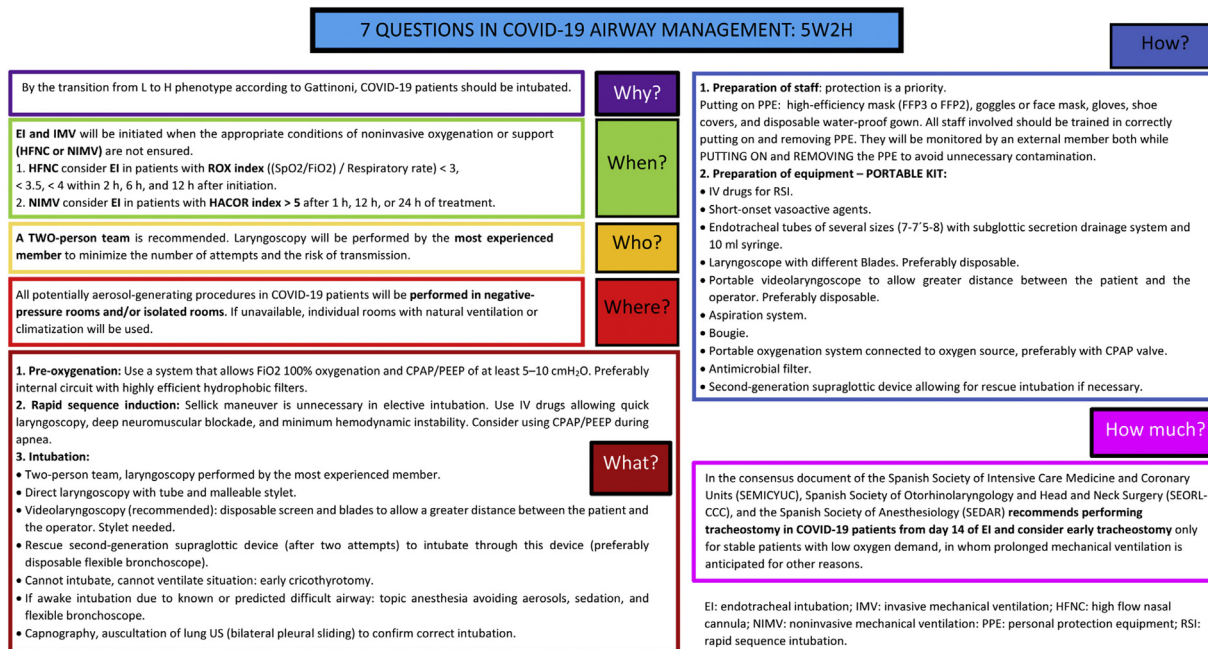 7 QUESTIONS IN COVID-19 AIRWAY MANAGEMENT: 5W2H
Why?
By the transition from L to H phenotype according to Gattinoni, COVID-19 patients should be intubated.
When?
EI and IMV will be initiated when the appropriate conditions of noninvasive oxygenation or support
(HFNC or NIMV) are not ensured.
1. HFNC consider EI in patients with ROX index ((SpO2/FiO2) / Respiratory rate) < 3,
< 3.5, < 4 within 2 h, 6 h, and 12 h after initiation.
2. NIMV consider EI in patients with HACOR index > 5 after 1 h, 12 h, or 24 h of treatment.
Who?
A TWO-person team is recommended. Laryngoscopy will be performed by the most experienced
member to minimize the number of attempts and the risk of transmission.
Where?
All potentially aerosol-generating procedures in COVID-19 patients will be performed in negative-
pressure rooms and/or isolated rooms. If unavailable, individual rooms with natural ventilation or
climatization will be used.
What?
1. Pre-oxygenation: Use a system that allows FiO2 100% oxygenation and CPAP/PEEP of at least 5–10 cmH₂O. Preferably
internal circuit with highly efficient hydrophobic filters.
2. Rapid sequence induction: Sellick maneuver is unnecessary in elective intubation. Use IV drugs allowing quick
laryngoscopy, deep neuromuscular blockade, and minimum hemodynamic instability. Consider using CPAP/PEEP during
apnea.
3. Intubation:
• Two-person team, laryngoscopy performed by the most experienced member.
• Direct laryngoscopy with tube and malleable stylet.
• Videolaryngoscopy (recommended): disposable screen and blades to allow a greater distance between the patient and
the operator. Stylet needed.
• Rescue second-generation supraglottic device (after two attempts) to intubate through this device (preferably
disposable flexible bronchoscope).
• Cannot intubate, cannot ventilate situation: early cricothyrotomy.
• If awake intubation due to known or predicted difficult airway: topic anesthesia avoiding aerosols, sedation, and
flexible bronchoscope.
• Capnography, auscultation of lung US (bilateral pleural sliding) to confirm correct intubation.
How?
1. Preparation of staff: protection is a priority.
Putting on PPE: high-efficiency mask (FFP3 o FFP2), goggles or face mask, gloves, shoe
covers, and disposable water-proof gown. All staff involved should be trained in correctly
putting on and removing PPE. They will be monitored by an external member both while
PUTTING ON and REMOVING the PPE to avoid unnecessary contamination.
2. Preparation of equipment – PORTABLE KIT:
• IV drugs for RSI.
• Short-onset vasoactive agents.
• Endotracheal tubes of several sizes (7-7´5-8) with subglottic secretion drainage system and
10 ml syringe.
• Laryngoscope with different Blades. Preferably disposable.
• Portable videolaryngoscope to allow greater distance between the patient and the
operator. Preferably disposable.
• Aspiration system.
• Bougie.
• Portable oxygenation system connected to oxygen source, preferably with CPAP valve.
• Antimicrobial filter.
• Second-generation supraglottic device allowing for rescue intubation if necessary.
How much?
In the consensus document of the Spanish Society of Intensive Care Medicine and Coronary
Units (SEMICYUC), Spanish Society of Otorhinolaryngology and Head and Neck Surgery (SEORL-
CCC), and the Spanish Society of Anesthesiology (SEDAR) recommends performing
tracheostomy in COVID-19 patients from day 14 of EI and consider early tracheostomy only
for stable patients with low oxygen demand, in whom prolonged mechanical ventilation is
anticipated for other reasons.
EI: endotracheal intubation; IMV: invasive mechanical ventilation; HFNC: high flow nasal
cannula; NIMV: noninvasive mechanical ventilation: PPE: personal protection equipment; RSI:
rapid sequence intubation.